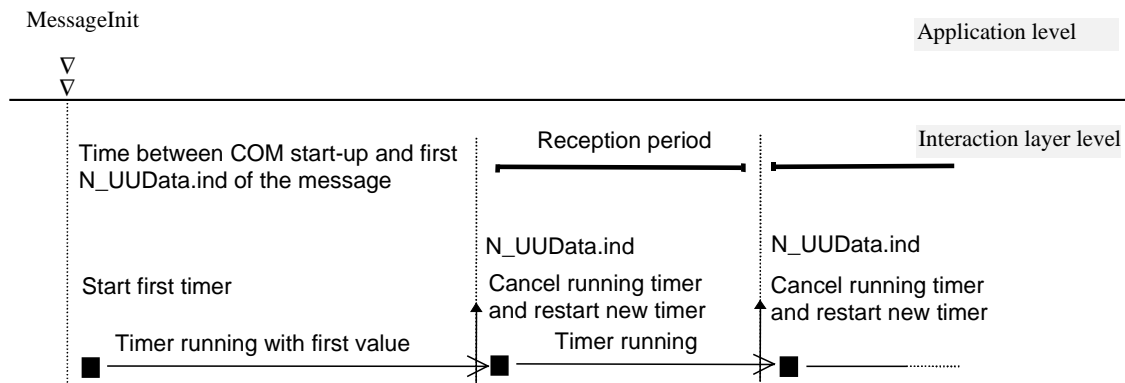 MessageInit
Application level
Interaction layer level
Time between COM start-up and first
N_UUData.ind of the message
Reception period
N_UUData.ind
N_UUData.ind
Start first timer
Cancel running timer
and restart new timer
Cancel running timer
and restart new timer
Timer running with first value
Timer running